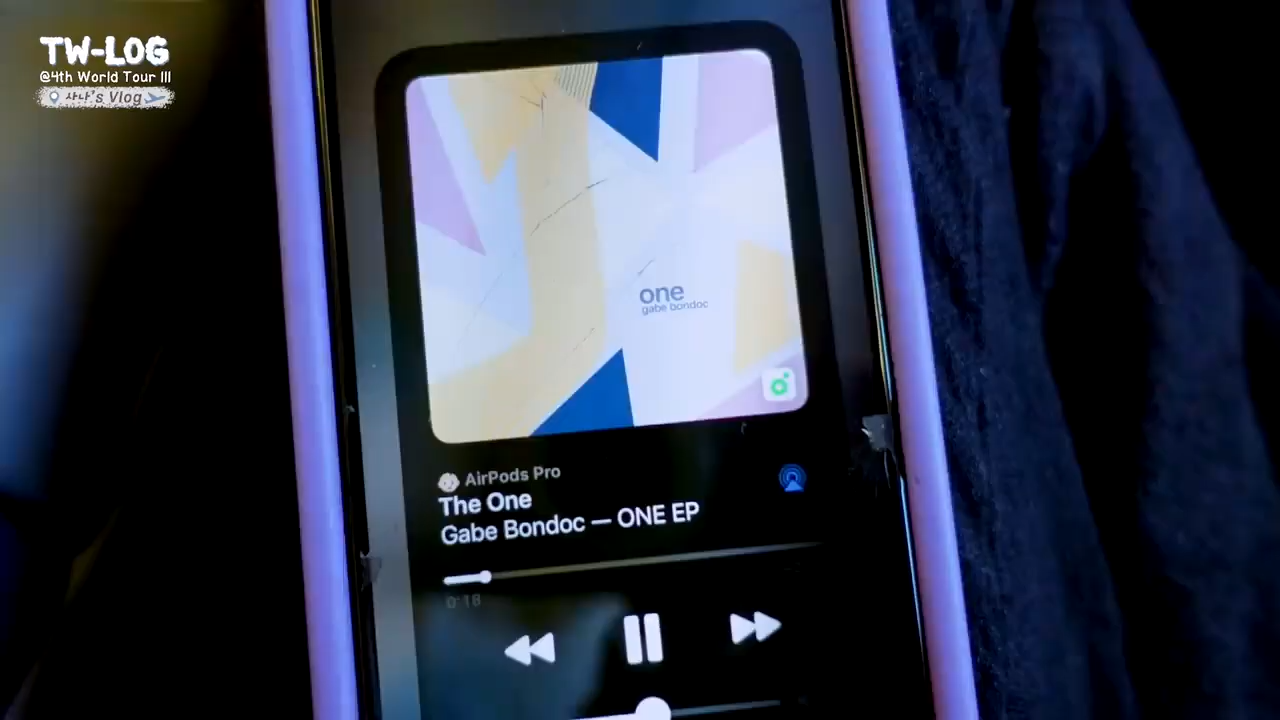 TW-LOG
@4th World Tour III
사나's Vlog
one
gabe bondoc
AirPods Pro
The One
Gabe Bondoc — ONE EP
0:18